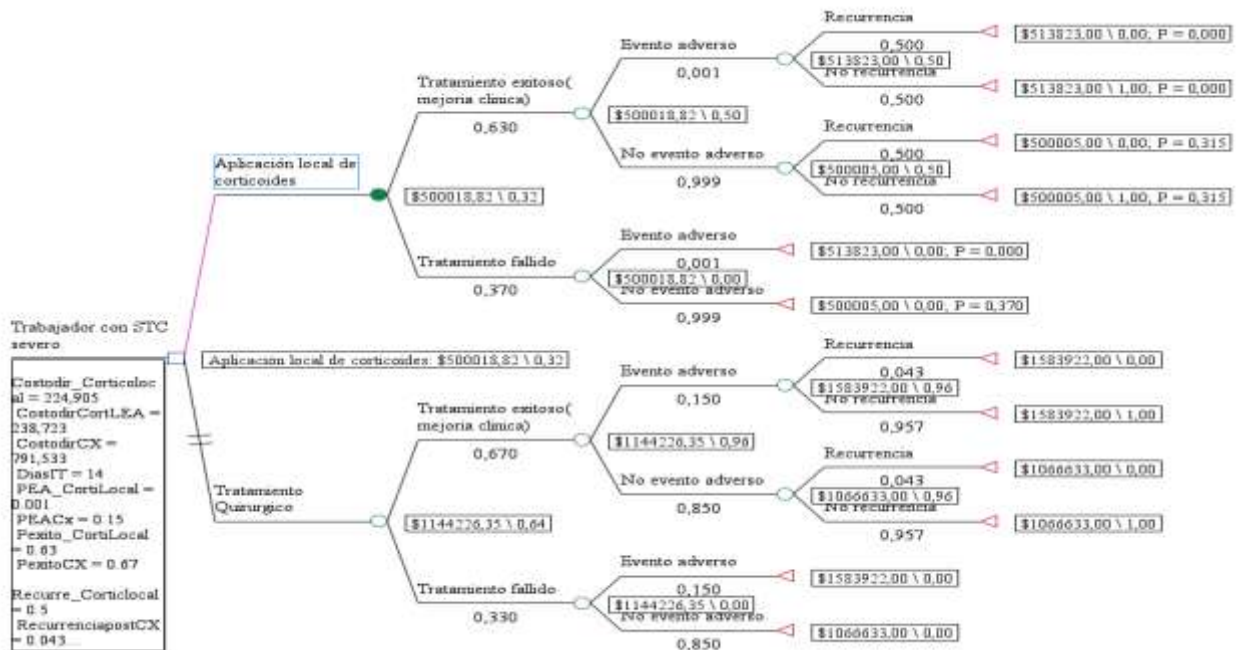 Recurrencia
0,500
$513823,00 \ 0,00; P = 0,000
Evento adverso
0,001
$513823,00 \ 0,50
No recurrencia
0,500
$513823,00 \ 1,00; P = 0,000
Tratamiento exitoso(
mejoria clinica)
0,630
$500018,82 \ 0,50
Recurrencia
0,500
$500005,00 \ 0,00; P = 0,315
No evento adverso
0,999
$500005,00 \ 0,50
No recurrencia
0,500
$500005,00 \ 1,00; P = 0,315
Aplicación local de
corticoides
$500018,82 \ 0,32
Evento adverso
0,001
$513823,00 \ 0,00; P = 0,000
Tratamiento fallido
0,370
$500018,82 \ 0,00
No evento adverso
0,999
$500005,00 \ 0,00; P = 0,370
Trabajador con STC
severo
Aplicación local de corticoides: $500018,82 \ 0,32
Costodir_Corticoloc
al = 224,905
CostodirCortLEA =
238,723
CostodirCX =
791,533
DiasIT = 14
PEA_CortiLocal =
0.001
PEACx = 0.15
Pexito_CortiLocal
= 0.63
PexitoCX = 0.67
Recurre_Corticlocal
= 0.5
RecurrenciapostCX
= 0.043...
Recurrencia
0,043
$1583922,00 \ 0,00
Evento adverso
0,150
$1583922,00 \ 0,96
No recurrencia
0,957
$1583922,00 \ 1,00
Tratamiento exitoso(
mejoria clinica)
0,670
$1144226,35 \ 0,96
Recurrencia
0,043
$1066633,00 \ 0,00
No evento adverso
0,850
$1066633,00 \ 0,96
No recurrencia
0,957
$1066633,00 \ 1,00
Tratamiento
Quirurgico
$1144226,35 \ 0,64
Evento adverso
0,150
$1583922,00 \ 0,00
Tratamiento fallido
0,330
$1144226,35 \ 0,00
No evento adverso
0,850
$1066633,00 \ 0,00